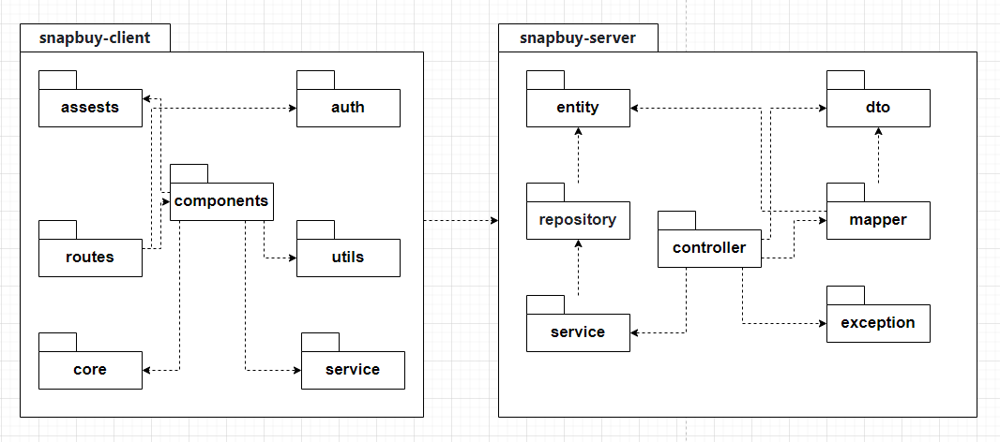 snapbuy-client
assests
auth
components
routes
utils
core
service
snapbuy-server
entity
dto
repository
mapper
controller
service
exception